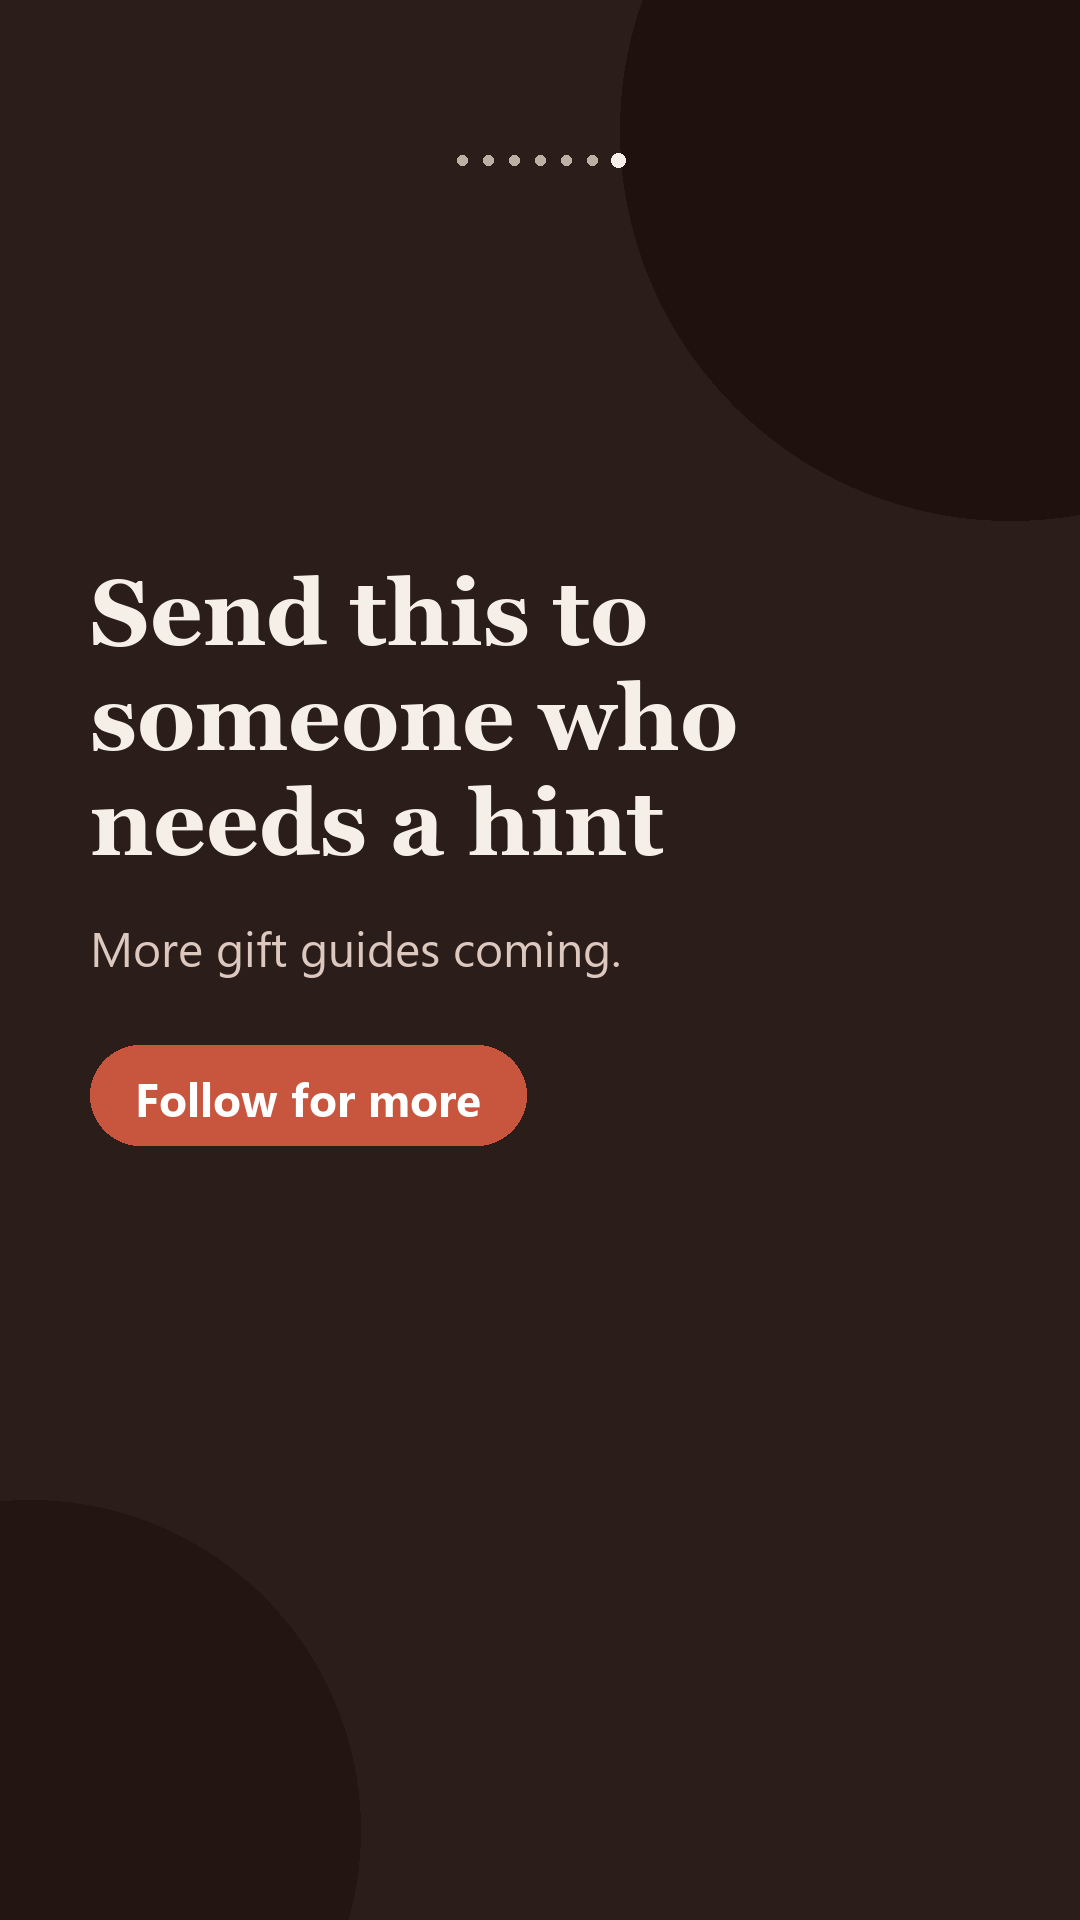 Send this to
someone who
needs a hint
More gift guides coming.
Follow for more